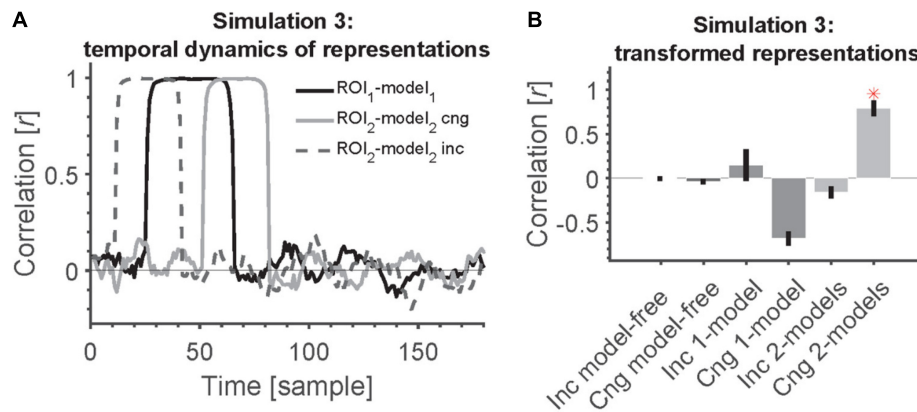 A
Simulation 3:
temporal dynamics of representations
Correlation [r]
1
0.5
0
ROI1-model1
ROI2-model2 cng
ROI2-model2 inc
0 50 100 150
Time [sample]
B
Simulation 3:
transformed representations
Correlation [r]
1
0.5
0
-0.5
*
Inc model-free
Cng model-free
Inc 1-model
Cng 1-model
Inc 2-models
Cng 2-models